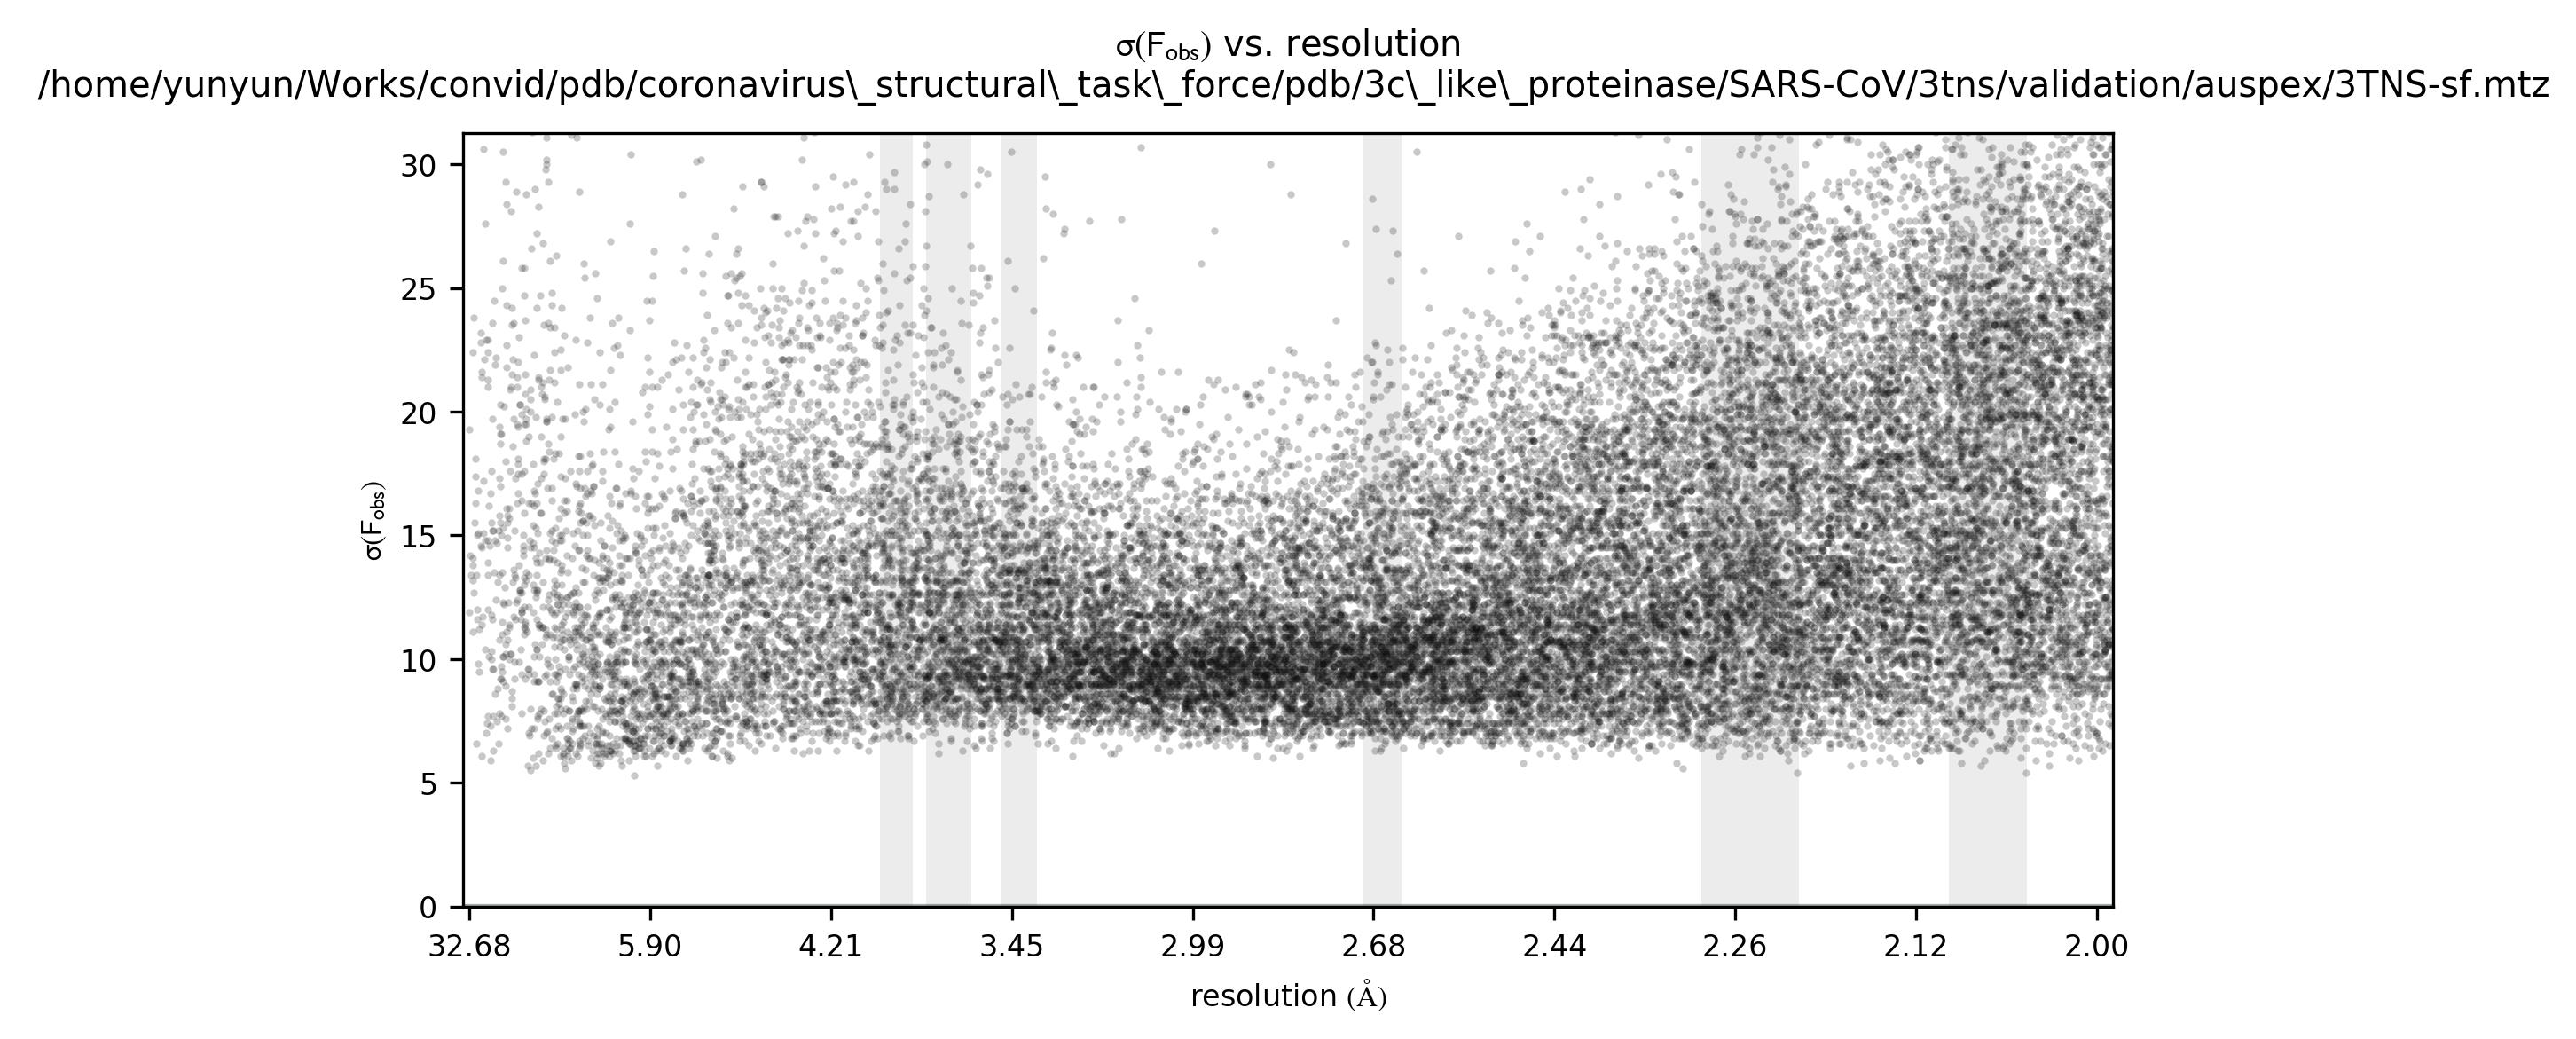 σ(F_obs) vs. resolution
/home/yunyun/Works/convid/pdb/coronavirus\_structural\_task\_force/pdb/3c\_like\_proteinase/SARS-CoV/3tns/validation/auspex/3TNS-sf.mtz
σ(F_obs)
30
25
20
15
10
5
0
32.68 5.90 4.21 3.45 2.99 2.68 2.44 2.26 2.12 2.00
resolution (Å)